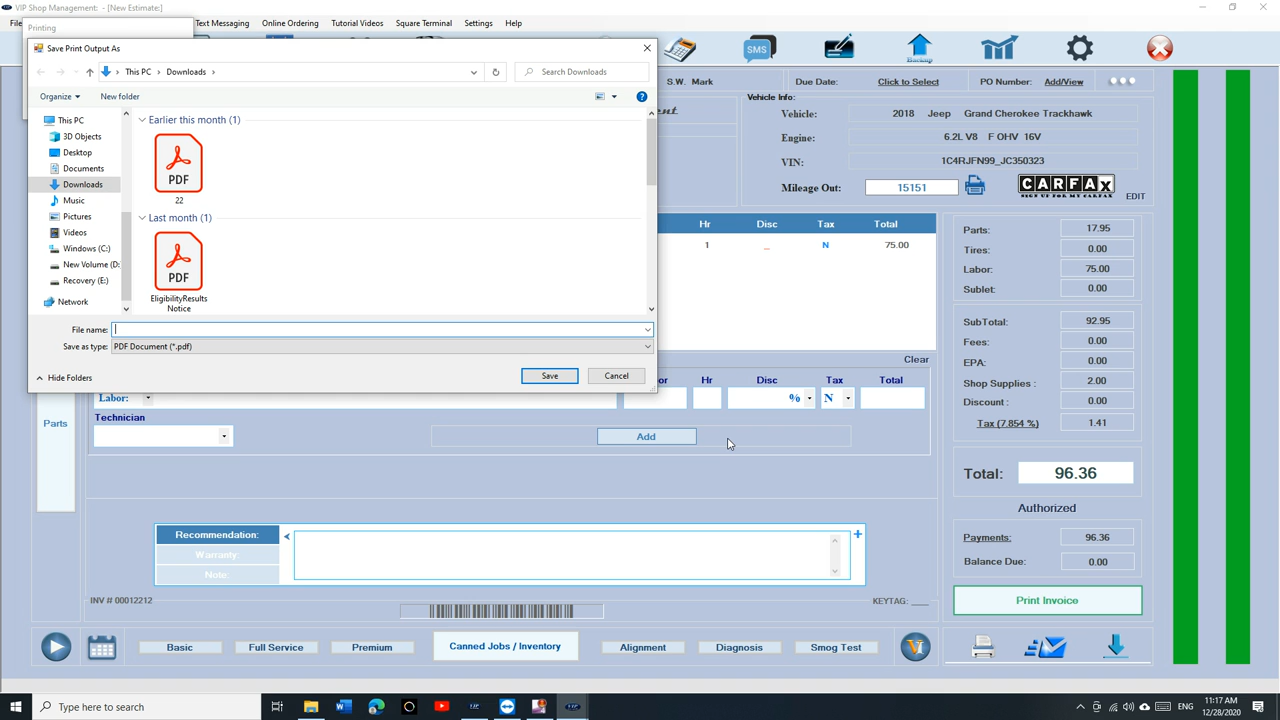 VIP Shop Management: - [New Estimate:]
Text Messaging
Online Ordering
Tutorial Videos
Square Terminal
Settings
Help
Printing
Save Print Output As
This PC
Downloads
Search Downloads
Organize
New folder
This PC
3D Objects
Desktop
Documents
Downloads
Music
Pictures
Videos
Windows (C:)
New Volume (D:
Recovery (E:)
Network
Earlier this month (1)
PDF
22
Last month (1)
PDF
EligibilityResults
Notice
File name:
Save as type:
PDF Document (*.pdf)
Hide Folders
Save
Cancel
SMS
Backup
S.W. Mark
Due Date:
Click to Select
PO Number:
Add/View
Vehicle Info:
Vehicle:
2018 Jeep Grand Cherokee Trackhawk
Engine:
6.2L V8 F OHV 16V
VIN:
1C4RJFN99_JC350323
Mileage Out:
15151
CARFAX
SIGN UP FOR MY CARFAX
EDIT
Hr
Disc
Tax
Total
1
_
N
75.00
Clear
Parts:
17.95
Tires:
0.00
Labor:
75.00
Sublet:
0.00
SubTotal:
92.95
Fees:
0.00
EPA:
0.00
Shop Supplies :
2.00
Discount :
0.00
Tax (7.854 %)
1.41
Total:
96.36
Authorized
Payments:
96.36
Balance Due:
0.00
Print Invoice
Hr
Disc
Tax
Total
Labor:
%
N
Technician
Add
Parts
Recommendation:
Warranty:
Note:
<
+
INV # 00012212
KEYTAG: ___
Basic
Full Service
Premium
Canned Jobs / Inventory
Alignment
Diagnosis
Smog Test
V
Type here to search
VIP
VIP
ENG
11:17 AM
12/28/2020